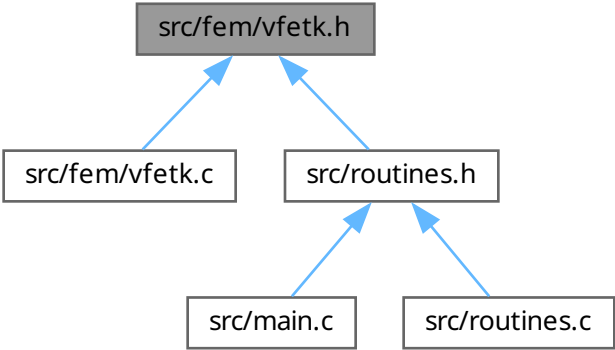 src/fem/vfetk.h
src/fem/vfetk.c
src/routines.h
src/main.c
src/routines.c